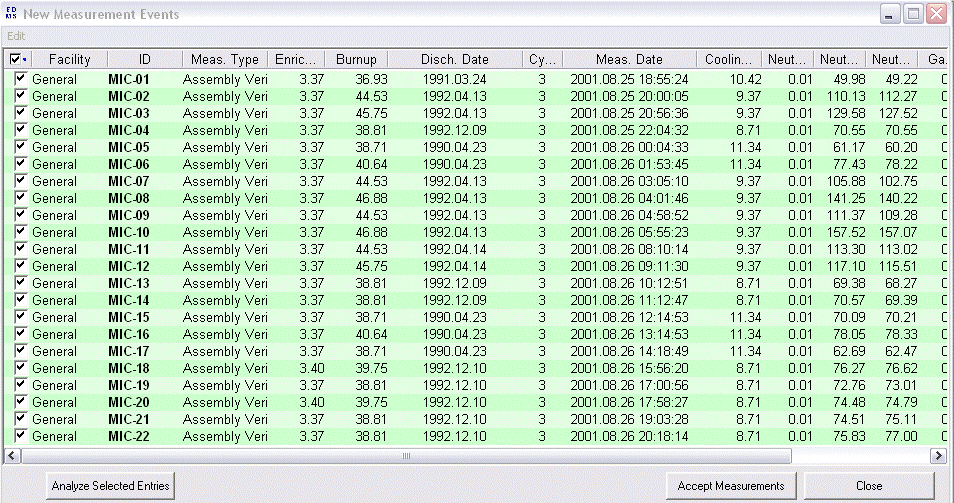 FD MS New Measurement Events
Edit
Facility ID Meas. Type Enric... Burnup Disch. Date Cy... Meas. Date Coolin... Neut... Neut... Neut... Ga.
General MIC-01 Assembly Veri 3.37 36.93 1991.03.24 3 2001.08.25 18:55:24 10.42 0.01 49.98 49.22
General MIC-02 Assembly Veri 3.37 44.53 1992.04.13 3 2001.08.25 20:00:05 9.37 0.01 110.13 112.27
General MIC-03 Assembly Veri 3.37 45.75 1992.04.13 3 2001.08.25 20:56:36 9.37 0.01 129.58 127.52
General MIC-04 Assembly Veri 3.37 38.81 1992.12.09 3 2001.08.25 22:04:32 8.71 0.01 70.55 70.55
General MIC-05 Assembly Veri 3.37 38.71 1990.04.23 3 2001.08.26 00:04:33 11.34 0.01 61.17 60.20
General MIC-06 Assembly Veri 3.37 40.64 1990.04.23 3 2001.08.26 01:53:45 11.34 0.01 77.43 78.22
General MIC-07 Assembly Veri 3.37 44.53 1992.04.13 3 2001.08.26 03:05:10 9.37 0.01 105.88 102.75
General MIC-08 Assembly Veri 3.37 46.88 1992.04.13 3 2001.08.26 04:01:46 9.37 0.01 141.25 140.22
General MIC-09 Assembly Veri 3.37 44.53 1992.04.13 3 2001.08.26 04:58:52 9.37 0.01 111.37 109.28
General MIC-10 Assembly Veri 3.37 46.88 1992.04.13 3 2001.08.26 05:55:23 9.37 0.01 157.52 157.07
General MIC-11 Assembly Veri 3.37 44.53 1992.04.14 3 2001.08.26 08:10:14 9.37 0.01 113.30 113.02
General MIC-12 Assembly Veri 3.37 45.75 1992.04.14 3 2001.08.26 09:11:30 9.37 0.01 117.10 115.51
General MIC-13 Assembly Veri 3.37 38.81 1992.12.09 3 2001.08.26 10:12:51 8.71 0.01 69.38 68.27
General MIC-14 Assembly Veri 3.37 38.81 1992.12.09 3 2001.08.26 11:12:47 8.71 0.01 70.57 69.39
General MIC-15 Assembly Veri 3.37 38.71 1990.04.23 3 2001.08.26 12:14:53 11.34 0.01 70.09 70.21
General MIC-16 Assembly Veri 3.37 40.64 1990.04.23 3 2001.08.26 13:14:53 11.34 0.01 78.05 78.33
General MIC-17 Assembly Veri 3.37 38.71 1990.04.23 3 2001.08.26 14:18:49 11.34 0.01 62.69 62.47
General MIC-18 Assembly Veri 3.40 39.75 1992.12.10 3 2001.08.26 15:56:20 8.71 0.01 76.27 76.62
General MIC-19 Assembly Veri 3.37 38.81 1992.12.10 3 2001.08.26 17:00:56 8.71 0.01 72.76 73.01
General MIC-20 Assembly Veri 3.40 39.75 1992.12.10 3 2001.08.26 17:58:27 8.71 0.01 74.48 74.79
General MIC-21 Assembly Veri 3.37 38.81 1992.12.10 3 2001.08.26 19:03:28 8.71 0.01 74.51 75.11
General MIC-22 Assembly Veri 3.37 38.81 1992.12.10 3 2001.08.26 20:18:14 8.71 0.01 75.83 77.00
Analyze Selected Entries Accept Measurements Close